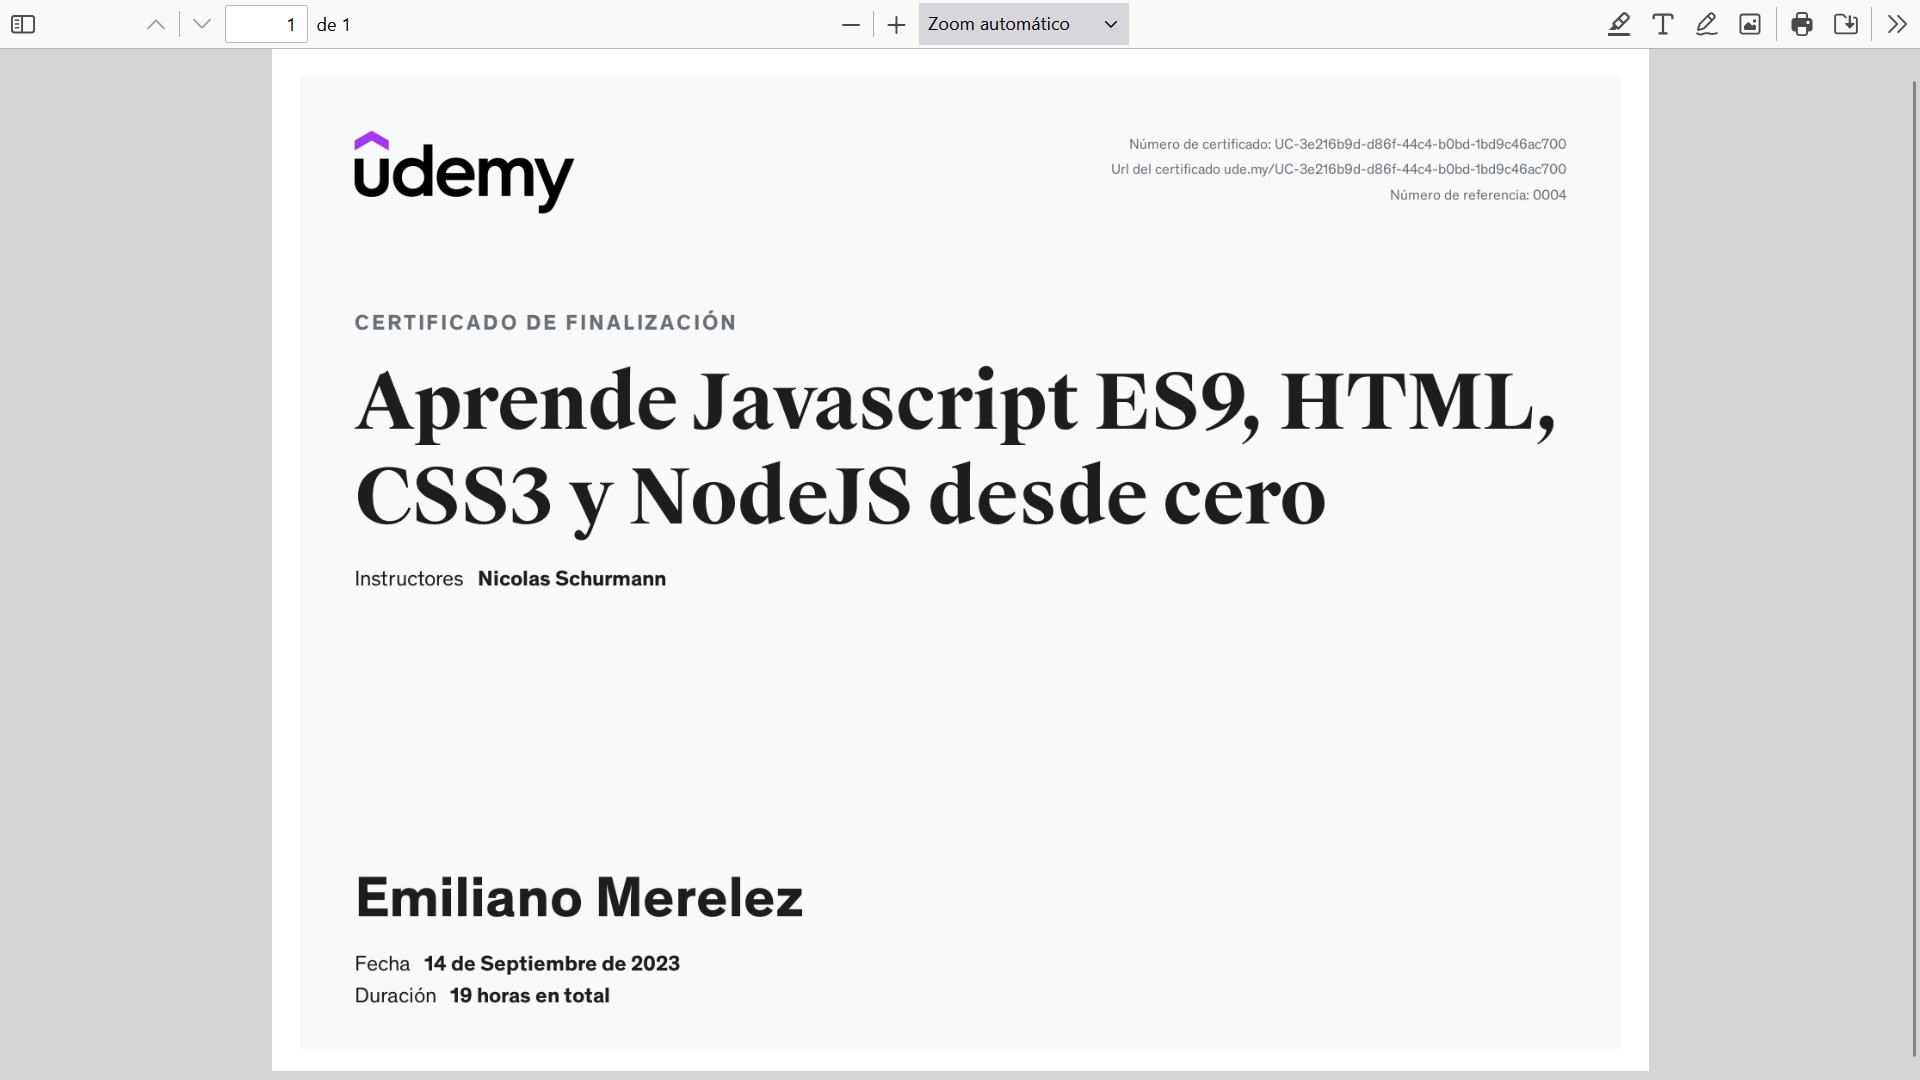 1 de 1 Zoom automático
udemy
Número de certificado: UC-3e216b9d-d86f-44c4-b0bd-1bd9c46ac700
Url del certificado ude.my/UC-3e216b9d-d86f-44c4-b0bd-1bd9c46ac700
Número de referencia: 0004
CERTIFICADO DE FINALIZACIÓN
Aprende Javascript ES9, HTML,
CSS3 y NodeJS desde cero
Instructores Nicolas Schurmann
Emiliano Merelez
Fecha 14 de Septiembre de 2023
Duración 19 horas en total